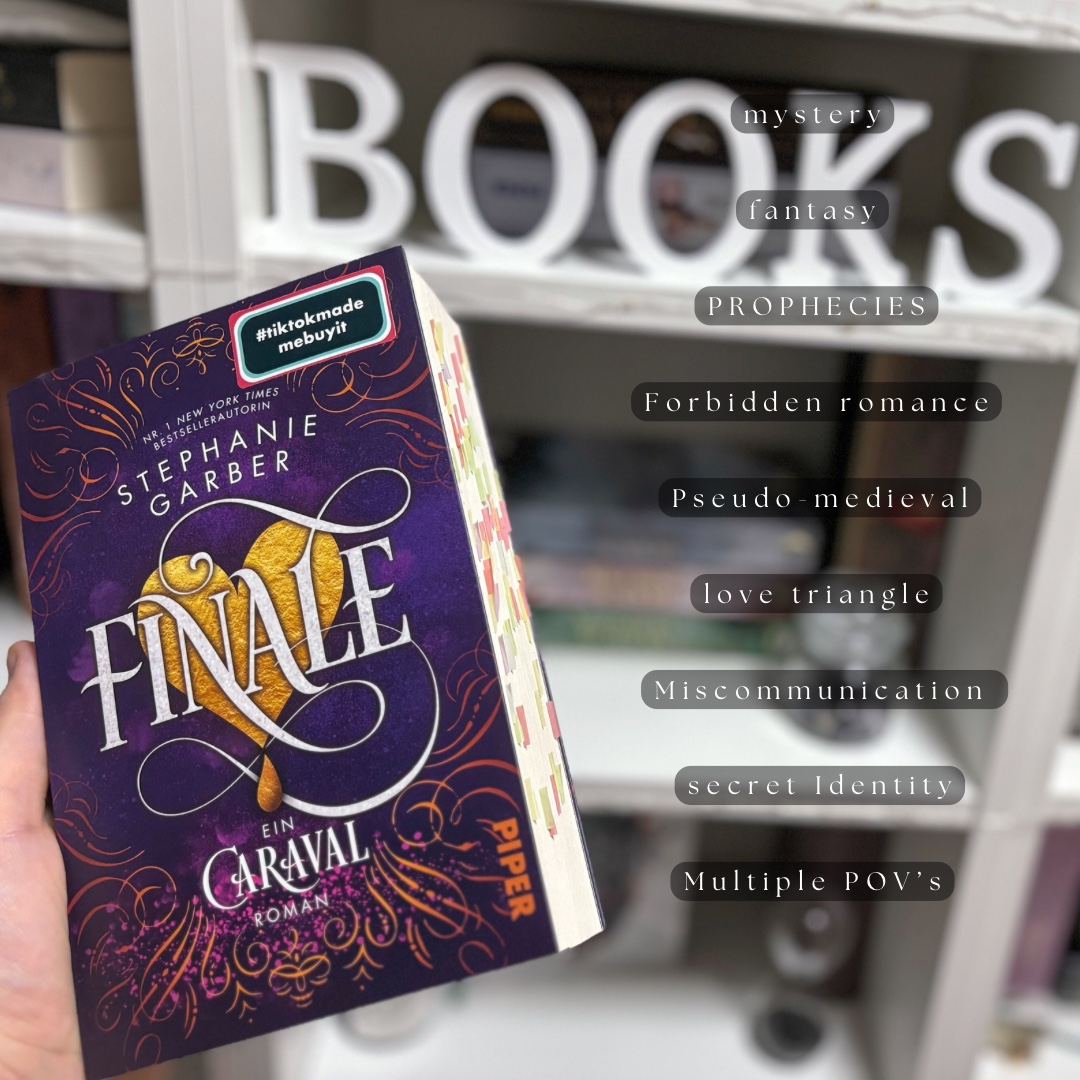 BOOKS
#tiktokmade
mebuyit
NR. 1 NEW YORK TIMES
BESTSELLERAUTORIN
STEPHANIE
GARBER
FINALE
EIN
CARAVAL
ROMAN
PIPER
mystery
fantasy
PROPHECIES
Forbidden romance
Pseudo-medieval
love triangle
Miscommunication
secret Identity
Multiple POV's